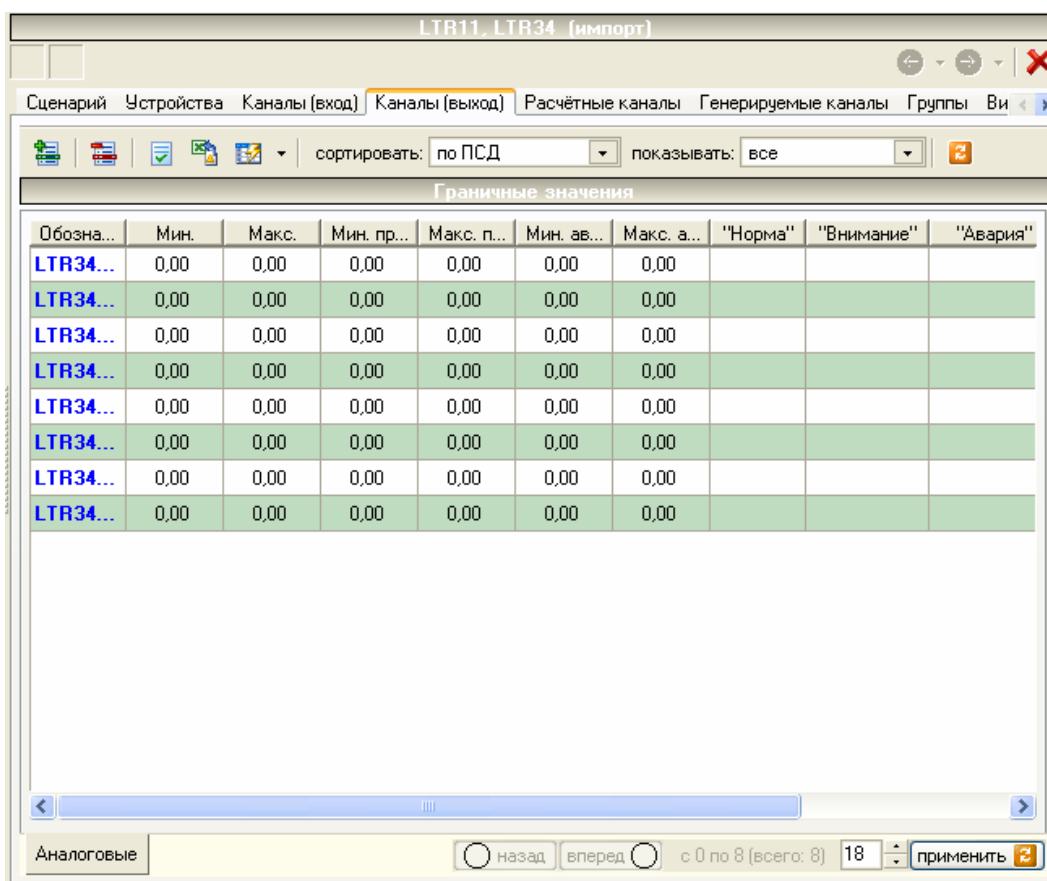 LTR11, LTR34 (импорт)
Сценарий Устройства Каналы (вход) Каналы (выход) Расчётные каналы Генерируемые каналы Группы Ви
сортировать: по ПСД показывать: все
Граничные значения
Обозна... Мин. Макс. Мин. пр... Макс. п... Мин. ав... Макс. а... "Норма" "Внимание" "Авария"
LTR34... 0,00 0,00 0,00 0,00 0,00 0,00
LTR34... 0,00 0,00 0,00 0,00 0,00 0,00
LTR34... 0,00 0,00 0,00 0,00 0,00 0,00
LTR34... 0,00 0,00 0,00 0,00 0,00 0,00
LTR34... 0,00 0,00 0,00 0,00 0,00 0,00
LTR34... 0,00 0,00 0,00 0,00 0,00 0,00
LTR34... 0,00 0,00 0,00 0,00 0,00 0,00
LTR34... 0,00 0,00 0,00 0,00 0,00 0,00
Аналоговые назад вперед с 0 по 8 (всего: 8) 18 применить